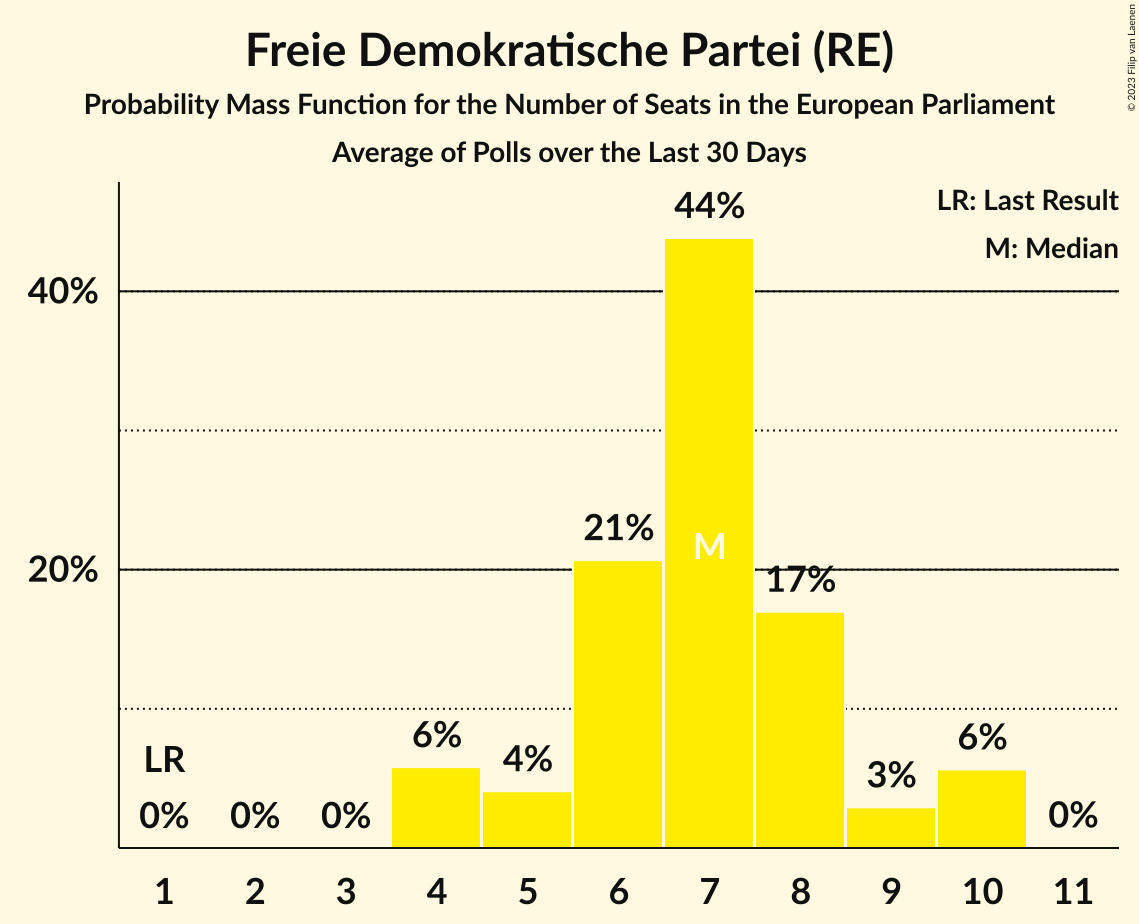 Freie Demokratische Partei (RE)
Probability Mass Function for the Number of Seats in the European Parliament
Average of Polls over the Last 30 Days
© 2023 Filip van Laenen
LR: Last Result
M: Median
40%
20%
LR
0%
0%
0%
6%
4%
21%
44%
M
17%
3%
6%
0%
1 2 3 4 5 6 7 8 9 10 11